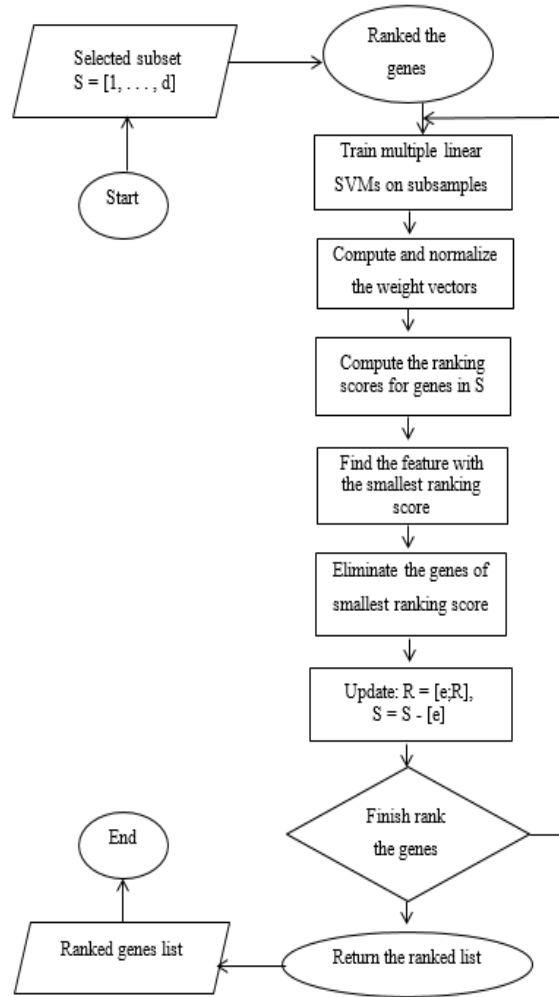 Start
Selected subset
S = [1, . . . , d]
Ranked the
genes
Train multiple linear
SVMs on subsamples
Compute and normalize
the weight vectors
Compute the ranking
scores for genes in S
Find the feature with
the smallest ranking
score
Eliminate the genes of
smallest ranking score
Update: R = [e;R],
S = S - [e]
Finish rank
the genes
Return the ranked list
Ranked genes list
End